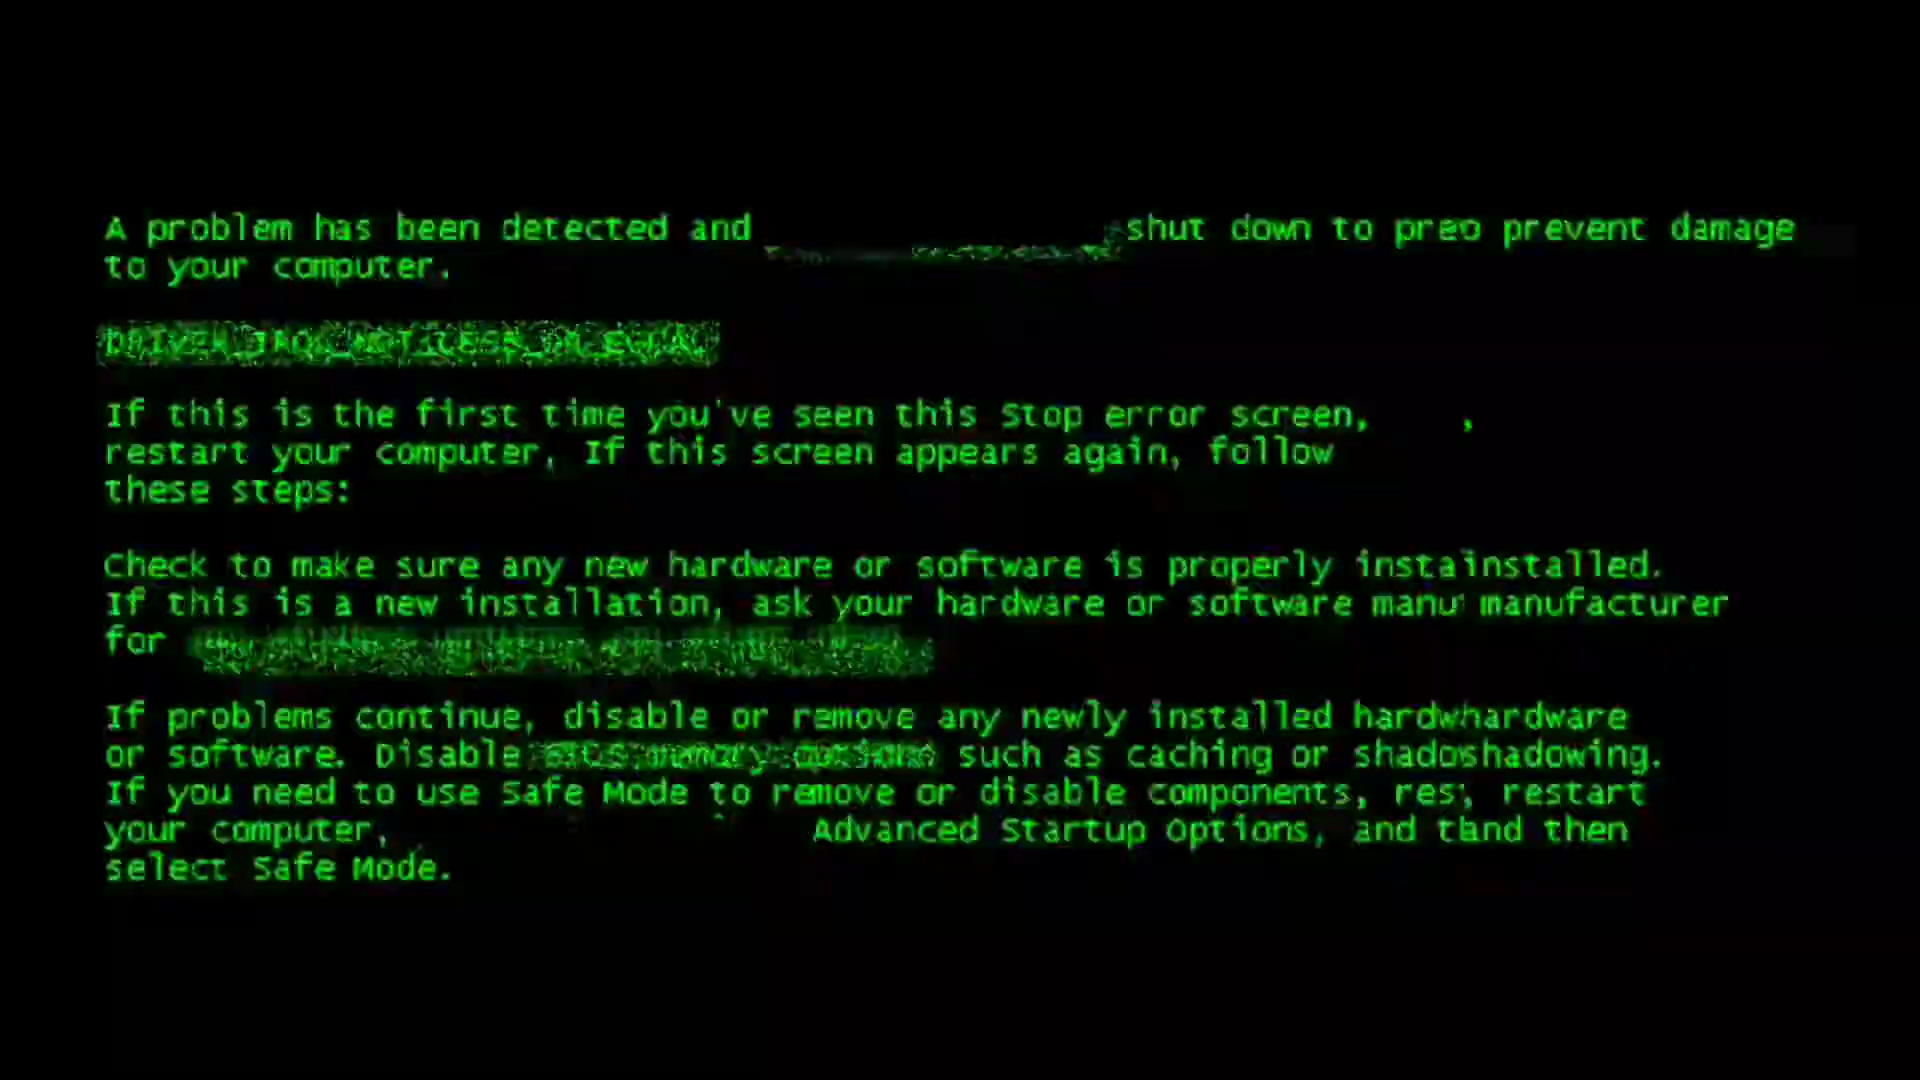 A problem has been detected and shut down to preo prevent damage
to your computer.
If this is the first time you've seen this Stop error screen, ,
restart your computer, If this screen appears again, follow
these steps:
Check to make sure any new hardware or software is properly instainstalled.
If this is a new installation, ask your hardware or software manu' manufacturer
for
If problems continue, disable or remove any newly installed hardwhardware
or software. Disable BIOS memory options such as caching or shadoshadowing.
If you need to use Safe Mode to remove or disable components, res, restart
your computer, Advanced Startup Options, and tand then
select Safe Mode.